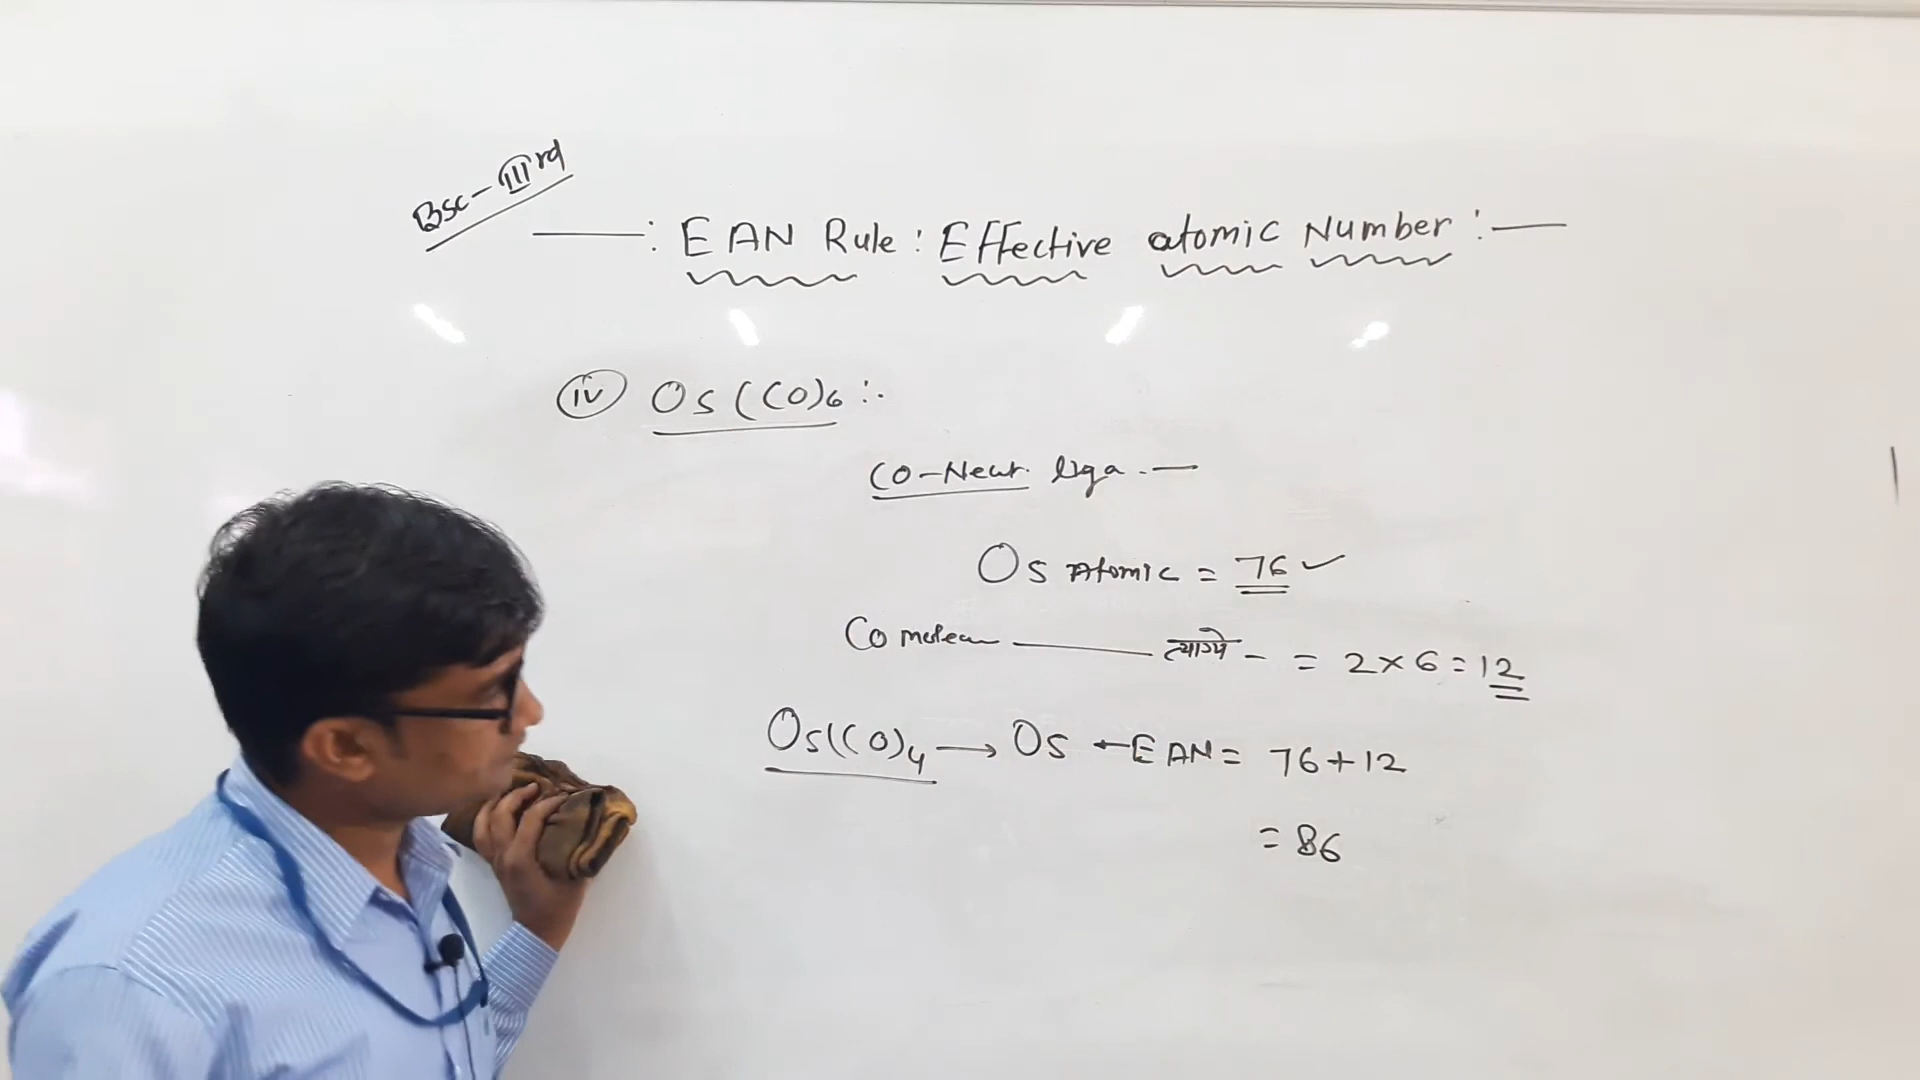 Bsc-IIIrd
: EAN Rule : Effective atomic Number :
iv Os(CO)6 :.
CO-Neut. liga.-
Os Atomic = 76 ✓
CO molecu — - = 2×6=12
Os(CO)4 → Os ← EAN = 76+12
= 86